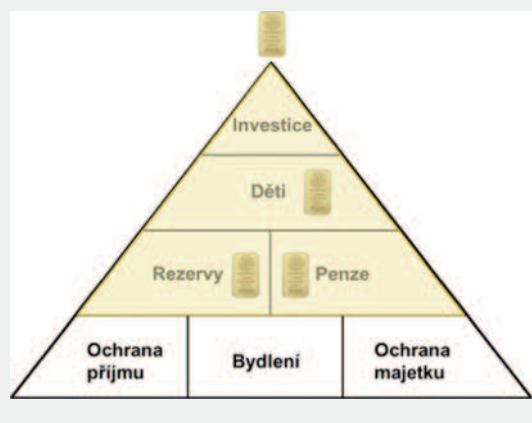 Investice
Děti
Rezervy
Penze
Ochrana
příjmu
Bydlení
Ochrana
majetku